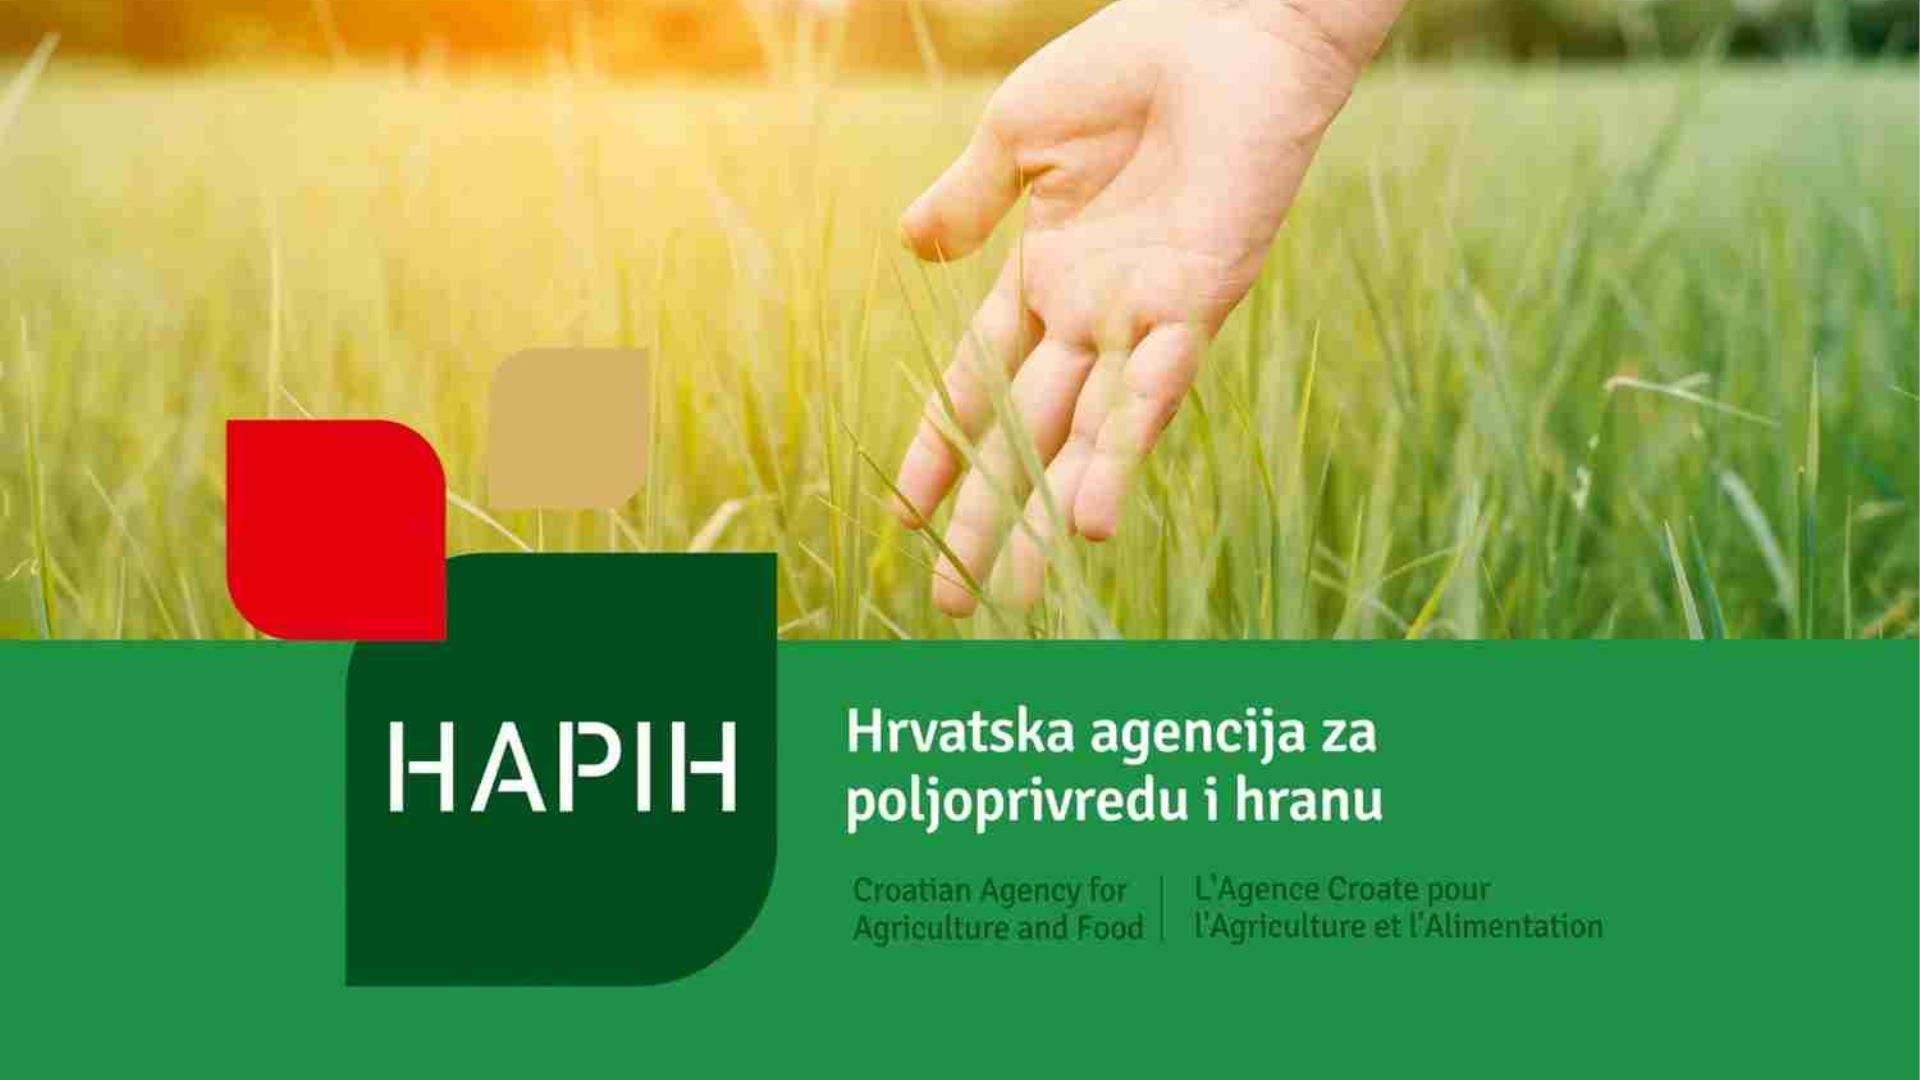 HAPIH
Hrvatska agencija za
poljoprivredu i hranu
Croatian Agency for
Agriculture and Food
L'Agence Croate pour
l'Agriculture et l'Alimentation